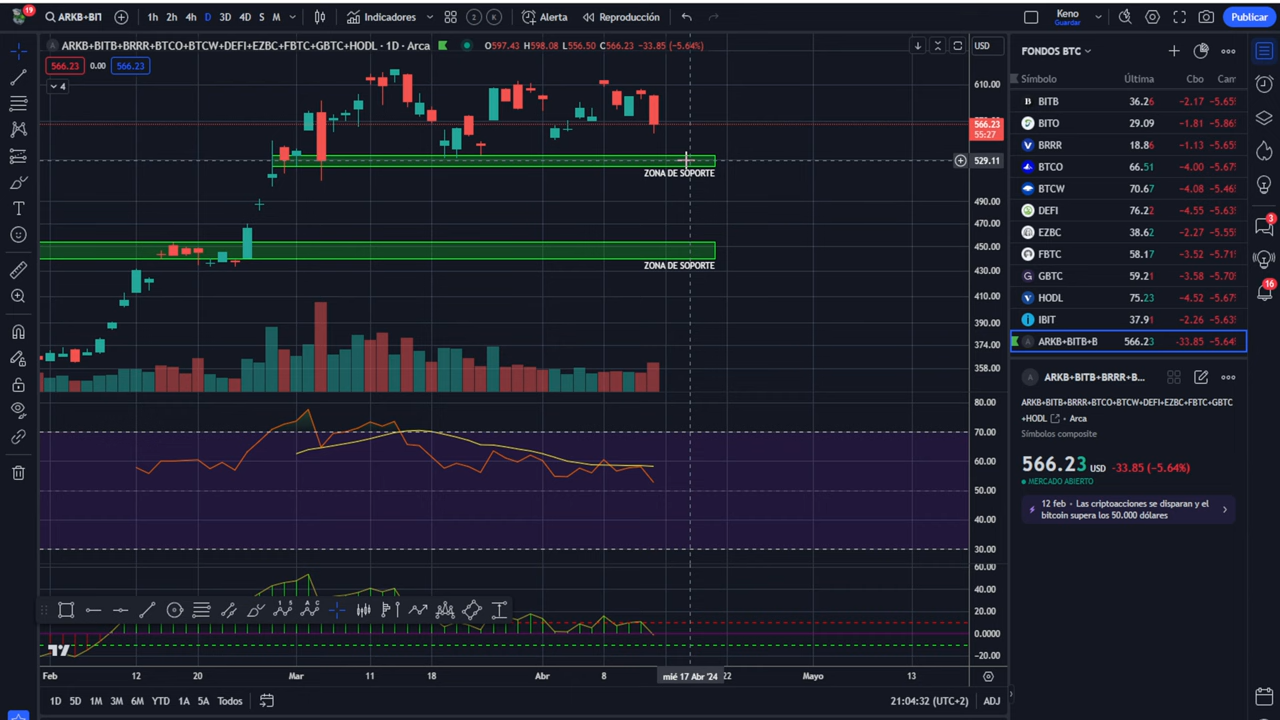 19 ARKB+BΠ 1h 2h 4h D 3D 4D S M Indicadores 2 K Alerta Reproducción Keno Guardar Publicar
ARKB+BITB+BRRR+BTCO+BTCW+DEFI+EZBC+FBTC+GBTC+HODL · 1D · Arca O597.43 H598.08 L556.50 C566.23 -33.85 (-5.64%) USD
566.23 0.00 566.23
4
610.00
566.23
55:27
529.11
ZONA DE SOPORTE
490.00
470.00
450.00
ZONA DE SOPORTE
430.00
410.00
390.00
374.00
358.00
80.00
70.00
60.00
50.00
40.00
30.00
60.00
40.00
20.00
0.0000
-20.00
Feb 12 20 Mar 11 18 Abr 8 mié 17 Abr '24 22 Mayo 13
1D 5D 1M 3M 6M YTD 1A 5A Todos 21:04:32 (UTC+2) ADJ
FONDOS BTC
Símbolo Última Cbo Cam
BITB 36.26 -2.17 -5.65%
BITO 29.09 -1.81 -5.86%
BRRR 18.86 -1.13 -5.65%
BTCO 66.51 -4.00 -5.67%
BTCW 70.67 -4.08 -5.46%
DEFI 76.22 -4.55 -5.63%
EZBC 38.62 -2.27 -5.55%
FBTC 58.17 -3.52 -5.71%
GBTC 59.21 -3.58 -5.70%
HODL 75.23 -4.52 -5.67%
IBIT 37.91 -2.26 -5.63%
ARKB+BITB+B 566.23 -33.85 -5.64%
ARKB+BITB+BRRR+B...
ARKB+BITB+BRRR+BTCO+BTCW+DEFI+EZBC+FBTC+GBTC
+HODL · Arca
Símbolos composite
566.23 USD -33.85 (-5.64%)
MERCADO ABIERTO
12 feb · Las criptoacciones se disparan y el
bitcoin supera los 50.000 dólares
3
16